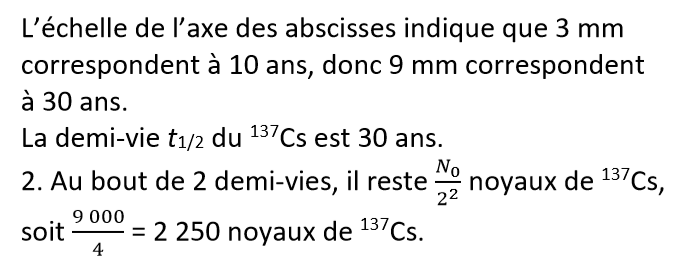 L’échelle de l’axe des abscisses indique que 3 mm
correspondent à 10 ans, donc 9 mm correspondent
à 30 ans.
La demi-vie t1/2 du ¹³⁷Cs est 30 ans.
2. Au bout de 2 demi-vies, il reste N₀/2² noyaux de ¹³⁷Cs,
soit 9 000/4 = 2 250 noyaux de ¹³⁷Cs.